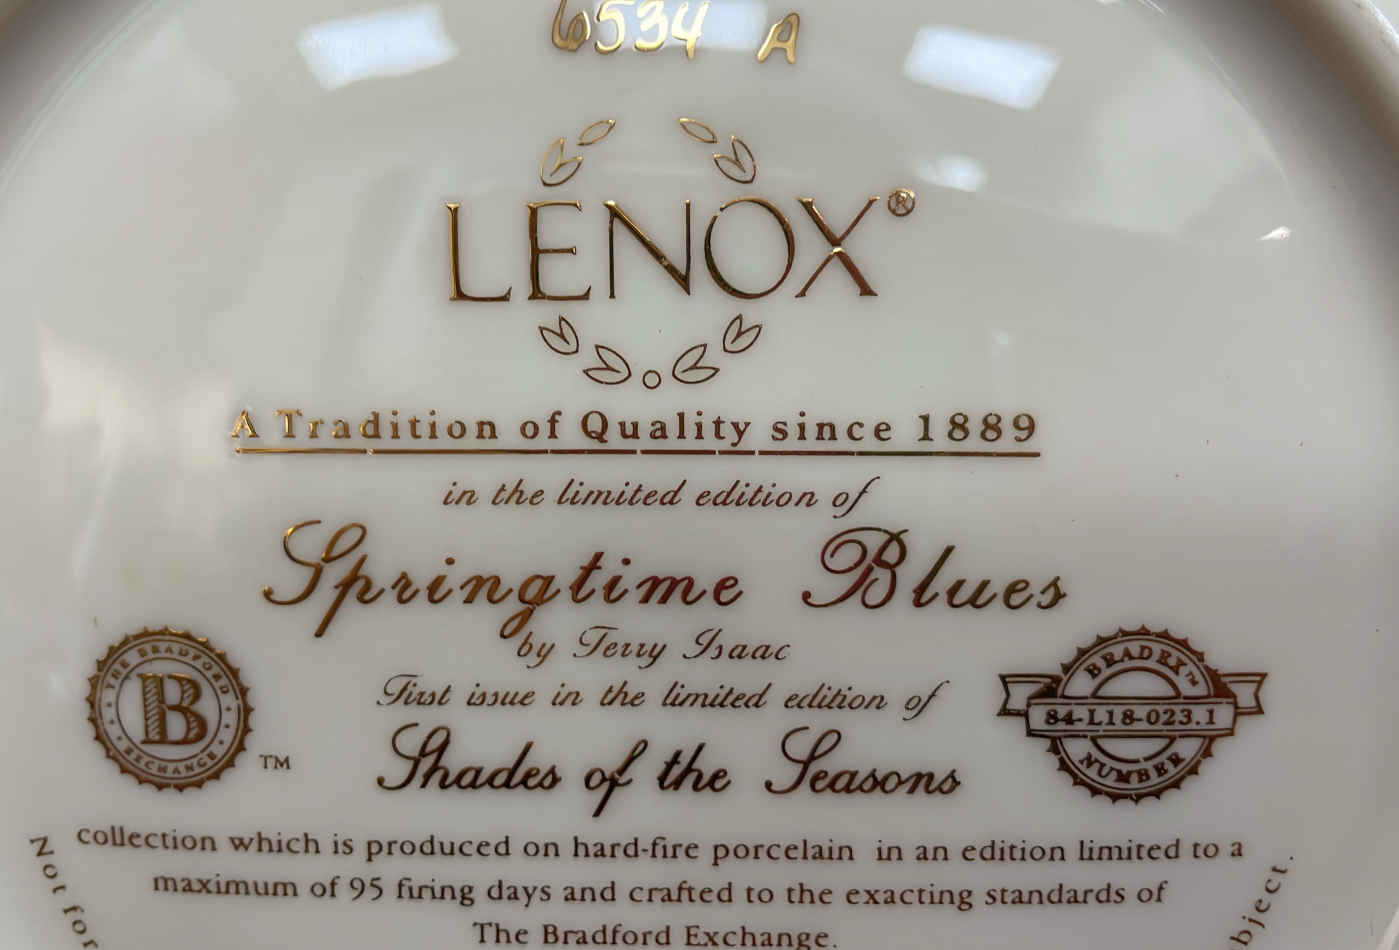 6534 A
LENOX®
A Tradition of Quality since 1889
in the limited edition of
Springtime Blues
by Terry Isaac
First issue in the limited edition of
Shades of the Seasons
THE BRADFORD
B
EXCHANGE
TM
BRADEX™
84-L18-023.1
NUMBER
collection which is produced on hard-fire porcelain in an edition limited to a
maximum of 95 firing days and crafted to the exacting standards of
The Bradford Exchange.
Not for